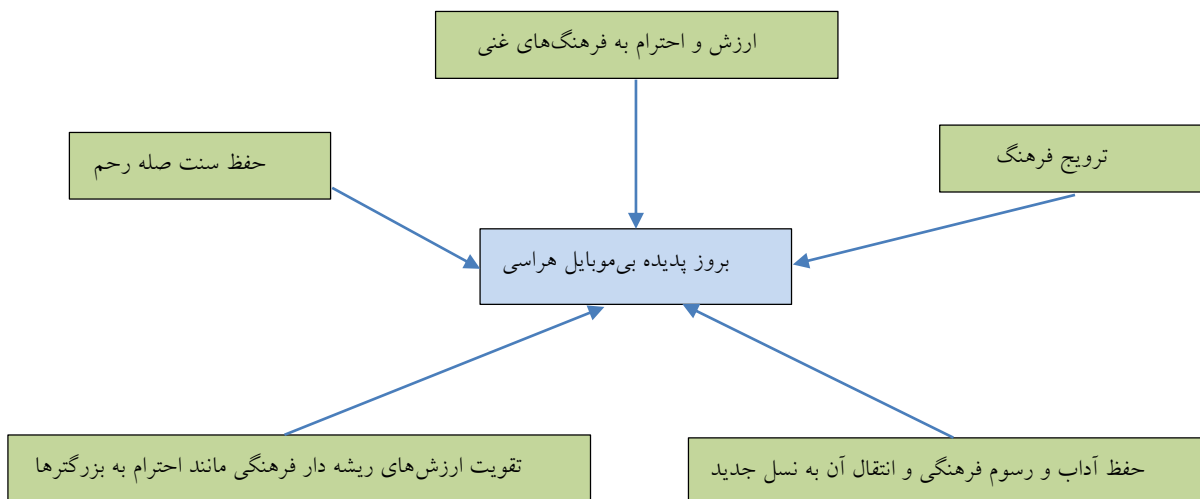 ارزش و احترام به فرهنگ‌های غنی
ترویج فرهنگ
حفظ سنت صله رحم
بروز پدیده بی‌موبایل هراسی
حفظ آداب و رسوم فرهنگی و انتقال آن به نسل جدید
تقویت ارزش‌های ریشه دار فرهنگی مانند احترام به بزرگترها